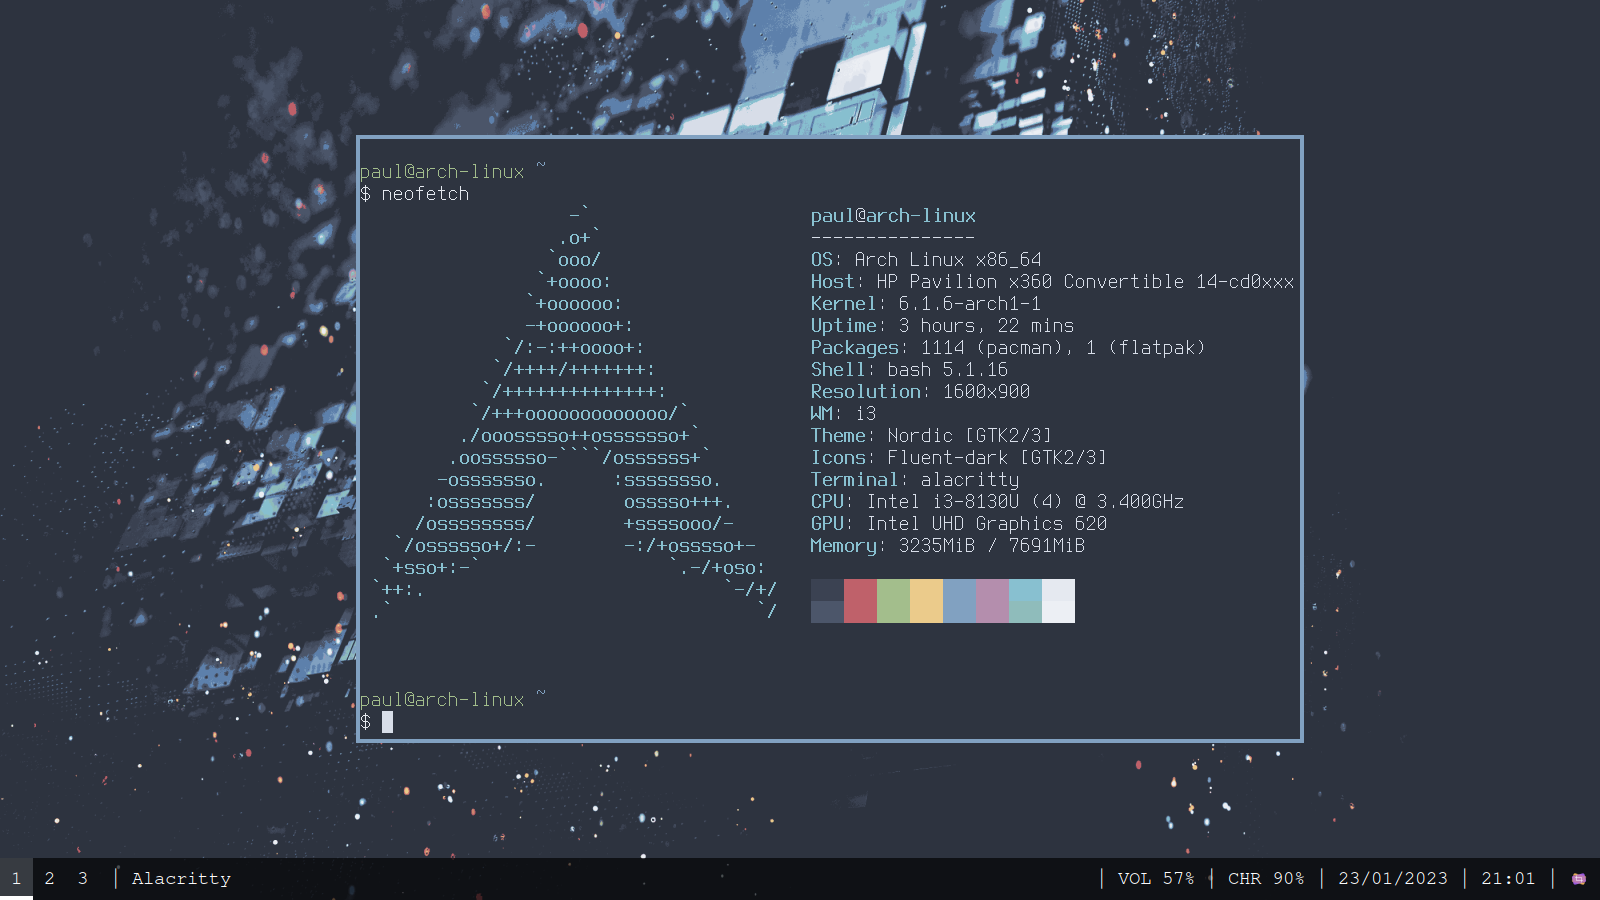 paul@arch-linux ~
$ neofetch
                   -`
                  .o+`
                 `ooo/
                `+oooo:
               `+oooooo:
               -+oooooo+:
             `/:-:++oooo+:
            `/++++/+++++++:
           `/++++++++++++++:
          `/+++ooooooooooooo/`
         ./ooosssso++osssssso+`
        .oossssso-````/ossssss+`
       -osssssso.      :ssssssso.
      :osssssss/        osssso+++.
     /ossssssss/        +ssssooo/-
   `/ossssso+/:-        -:/+osssso+-
  `+sso+:-`                 `.-/+oso:
 `++:.                           `-/+/
 .`                                 `/
paul@arch-linux
---------------
OS: Arch Linux x86_64
Host: HP Pavilion x360 Convertible 14-cd0xxx
Kernel: 6.1.6-arch1-1
Uptime: 3 hours, 22 mins
Packages: 1114 (pacman), 1 (flatpak)
Shell: bash 5.1.16
Resolution: 1600x900
WM: i3
Theme: Nordic [GTK2/3]
Icons: Fluent-dark [GTK2/3]
Terminal: alacritty
CPU: Intel i3-8130U (4) @ 3.400GHz
GPU: Intel UHD Graphics 620
Memory: 3235MiB / 7691MiB
paul@arch-linux ~
$
1 2 3 | Alacritty | VOL 57% | CHR 90% | 23/01/2023 | 21:01 |